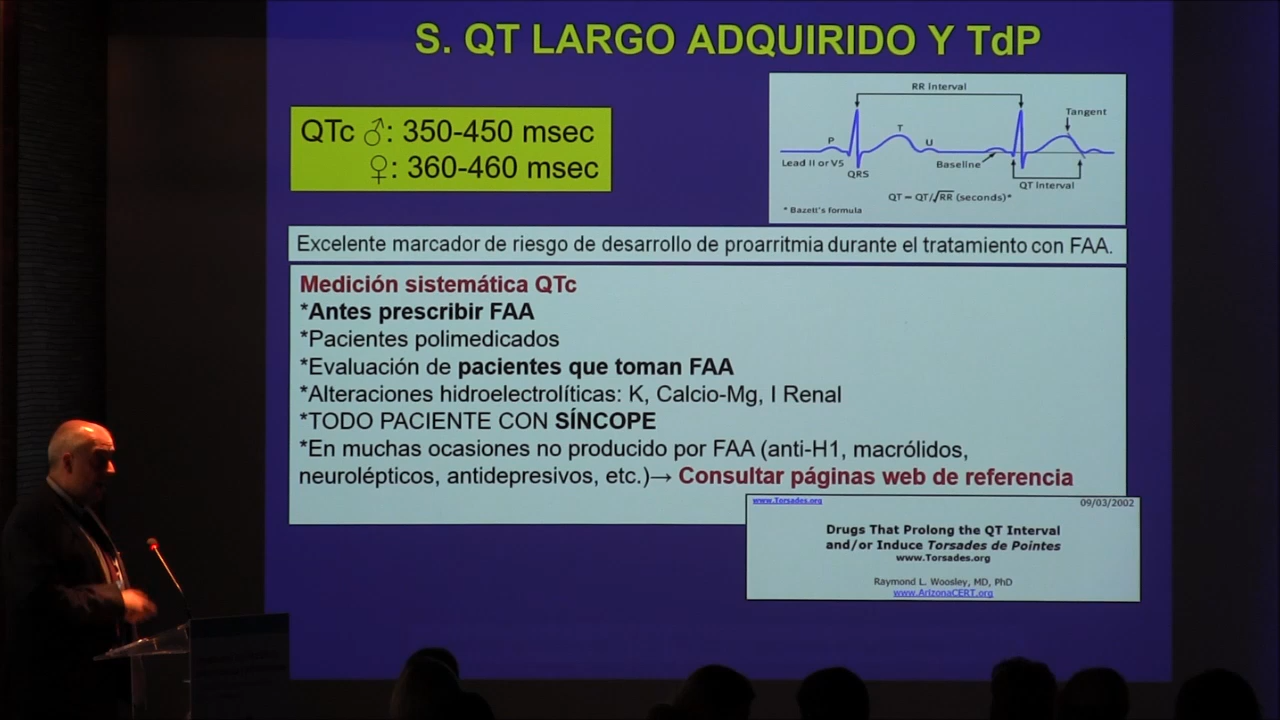 S. QT LARGO ADQUIRIDO Y TdP
QTc ♂: 350-450 msec
♀: 360-460 msec
RR Interval
Tangent
P
T
U
Lead II or V5
Baseline
QRS
QT Interval
QT = QT/√RR (seconds)*
* Bazett's formula
Excelente marcador de riesgo de desarrollo de proarritmia durante el tratamiento con FAA.
Medición sistemática QTc
*Antes prescribir FAA
*Pacientes polimedicados
*Evaluación de pacientes que toman FAA
*Alteraciones hidroelectrolíticas: K, Calcio-Mg, I Renal
*TODO PACIENTE CON SÍNCOPE
*En muchas ocasiones no producido por FAA (anti-H1, macrólidos,
neurolépticos, antidepresivos, etc.)→ Consultar páginas web de referencia
www.Torsades.org
09/03/2002
Drugs That Prolong the QT Interval
and/or Induce Torsades de Pointes
www.Torsades.org
Raymond L. Woosley, MD, PhD
www.ArizonaCERT.org